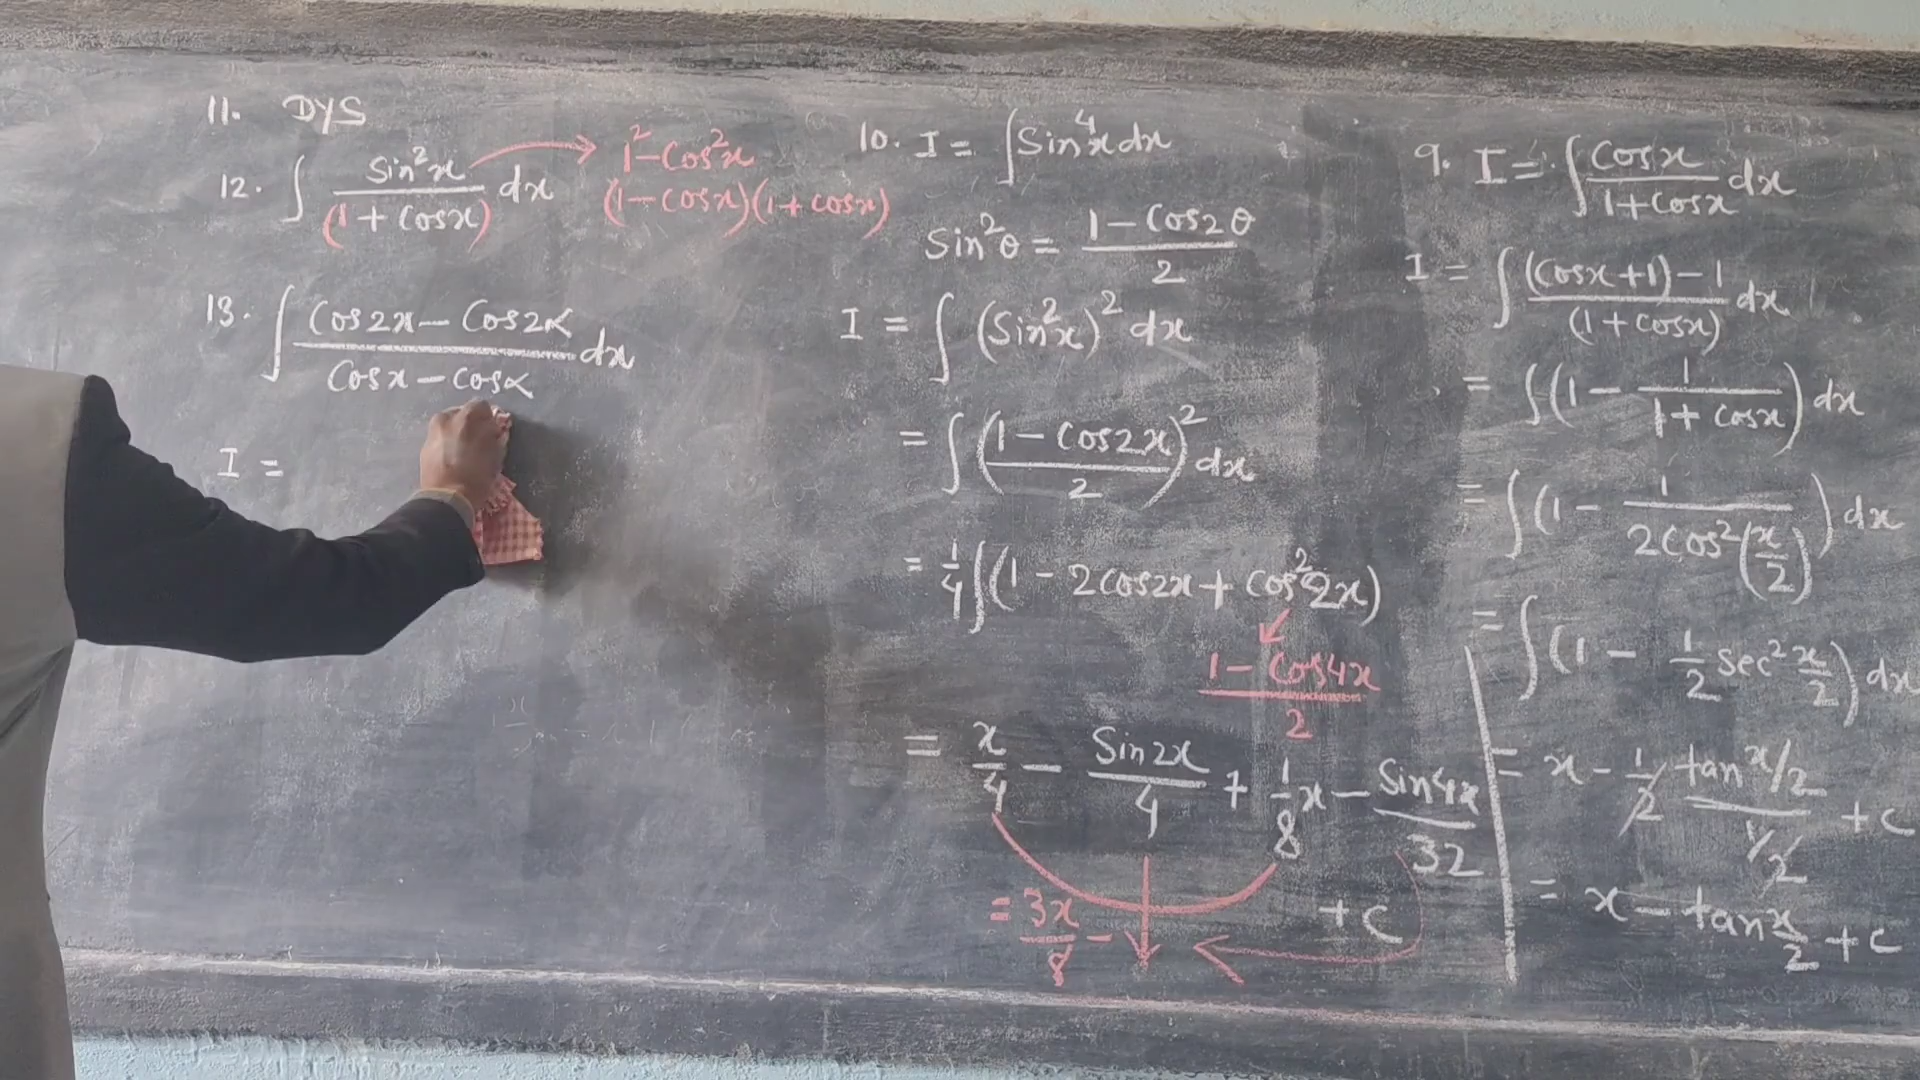 11. DYS
12. ∫ Sin²x / (1 + Cosx) dx → 1² - Cos²x
(1 - Cosx)(1 + cosx)
13. ∫ Cos2x - Cos2α / Cosx - cosα dx
I =
10. I = ∫ Sin⁴x dx
Sin²θ = 1 - Cos2θ / 2
I = ∫ (Sin²x)² dx
= ∫ (1 - Cos2x / 2)² dx
= 1/4 ∫ (1 - 2cos2x + cos²2x)
1 - Cos4x / 2
= x/4 - Sin2x / 4 + 1/8 x - Sin4x / 32
+ c
= 3x/8 -
9. I = ∫ Cosx / 1+cosx dx
I = ∫ (Cosx+1) - 1 / (1+cosx) dx
= ∫ (1 - 1 / 1+cosx) dx
= ∫ (1 - 1 / 2Cos²(x/2)) dx
= ∫ (1 - 1/2 sec² x/2) dx
= x - 1/2 tan x/2 / 1/2 + c
= x - tan x/2 + c